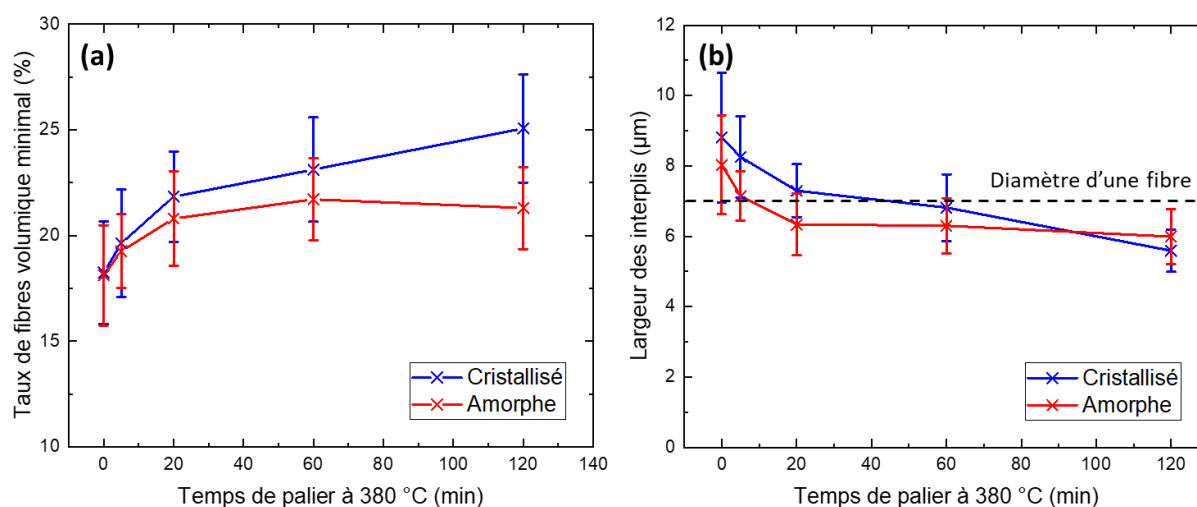 (a)
Taux de fibres volumique minimal (%)
30
25
20
15
10
0 20 40 60 80 100 120 140
Temps de palier à 380 °C (min)
Cristallisé
Amorphe
(b)
Largeur des interplis (µm)
12
10
8
6
4
2
0
0 20 40 60 80 100 120
Temps de palier à 380 °C (min)
Diamètre d'une fibre
Cristallisé
Amorphe